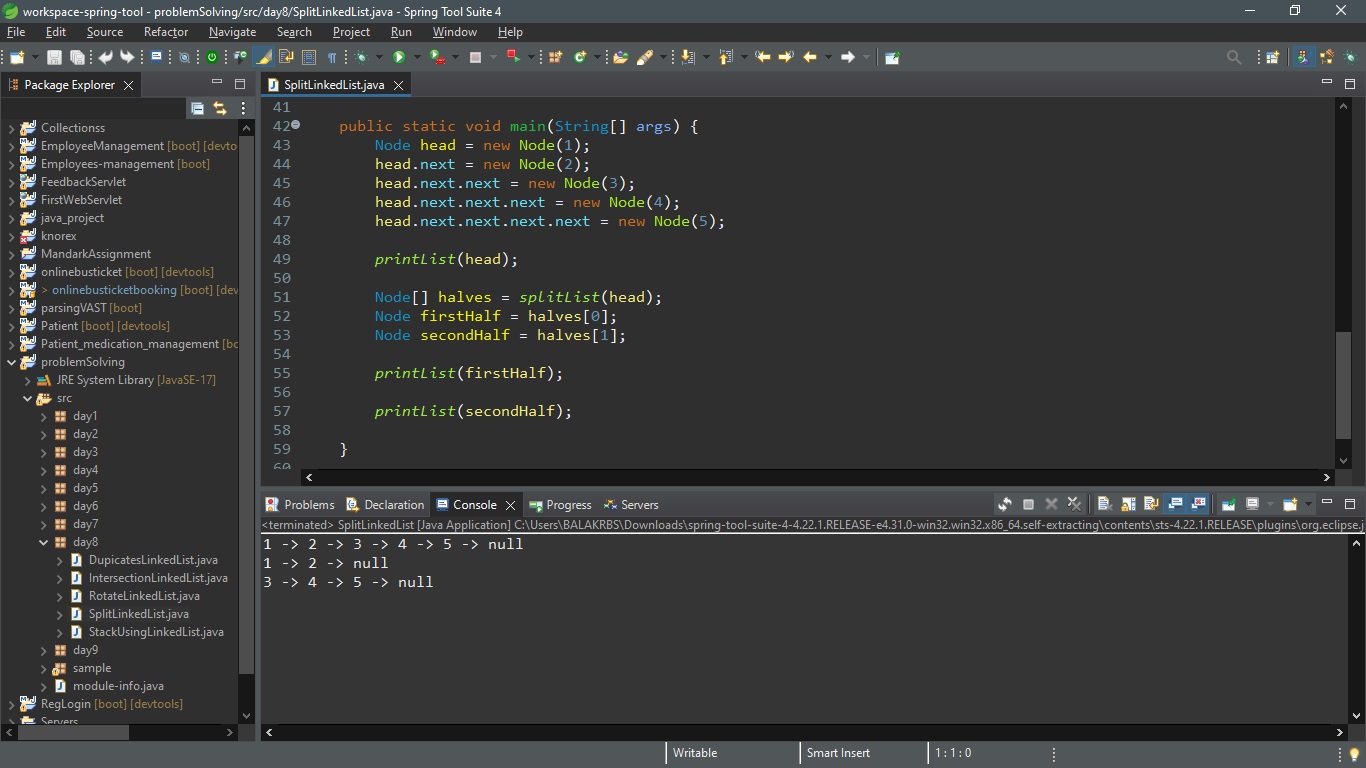 workspace-spring-tool - problemSolving/src/day8/SplitLinkedList.java - Spring Tool Suite 4
File Edit Source Refactor Navigate Search Project Run Window Help
Package Explorer
Collectionss
EmployeeManagement [boot] [devto
Employees-management [boot]
FeedbackServlet
FirstWebServlet
java_project
knorex
MandarkAssignment
onlinebusticket [boot] [devtools]
> onlinebusticketbooking [boot] [dev
parsingVAST [boot]
Patient [boot] [devtools]
Patient_medication_management [bo
problemSolving
JRE System Library [JavaSE-17]
src
day1
day2
day3
day4
day5
day6
day7
day8
DupicatesLinkedList.java
IntersectionLinkedList.java
RotateLinkedList.java
SplitLinkedList.java
StackUsingLinkedList.java
day9
sample
module-info.java
RegLogin [boot] [devtools]
Servers
SplitLinkedList.java
41
42 public static void main(String[] args) {
43 Node head = new Node(1);
44 head.next = new Node(2);
45 head.next.next = new Node(3);
46 head.next.next.next = new Node(4);
47 head.next.next.next.next = new Node(5);
48
49 printList(head);
50
51 Node[] halves = splitList(head);
52 Node firstHalf = halves[0];
53 Node secondHalf = halves[1];
54
55 printList(firstHalf);
56
57 printList(secondHalf);
58
59 }
60
Problems Declaration Console Progress Servers
<terminated> SplitLinkedList [Java Application] C:\Users\BALAKRBS\Downloads\spring-tool-suite-4-4.22.1.RELEASE-e4.31.0-win32.win32.x86_64.self-extracting\contents\sts-4.22.1.RELEASE\plugins\org.eclipse.j
1 -> 2 -> 3 -> 4 -> 5 -> null
1 -> 2 -> null
3 -> 4 -> 5 -> null
Writable Smart Insert 1 : 1 : 0